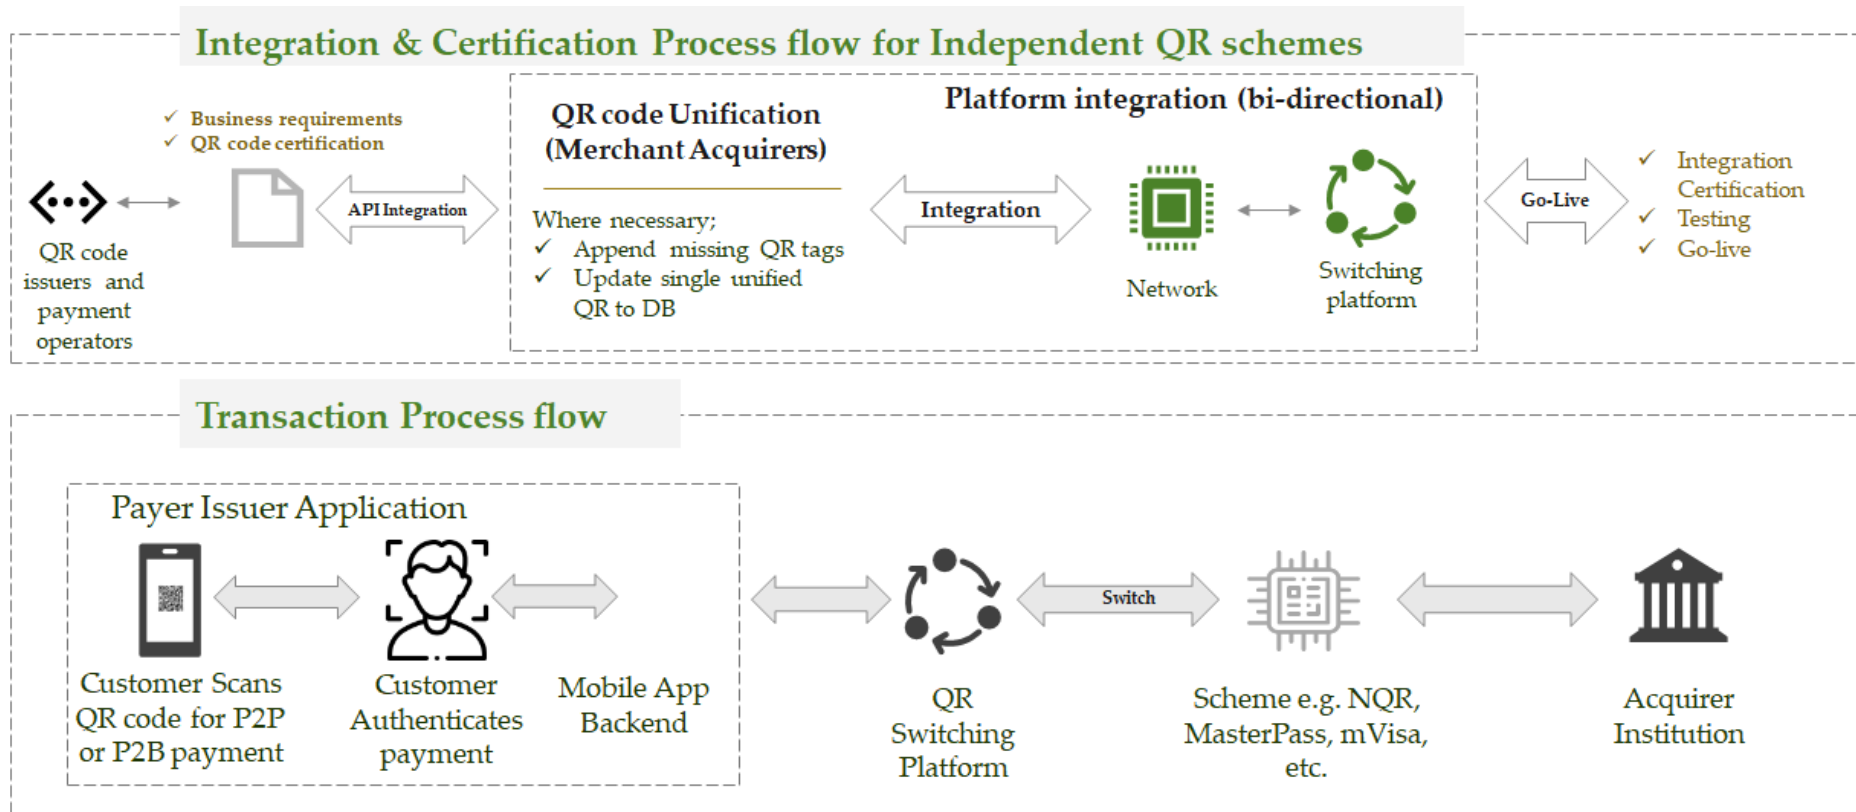 Integration & Certification Process flow for Independent QR schemes
Business requirements
QR code certification
QR code
issuers and
payment
operators
API Integration
QR code Unification
(Merchant Acquirers)
Where necessary;
Append missing QR tags
Update single unified
QR to DB
Platform integration (bi-directional)
Integration
Network
Switching
platform
Go-Live
Integration
Certification
Testing
Go-live
Transaction Process flow
Payer Issuer Application
Customer Scans
QR code for P2P
or P2B payment
Customer
Authenticates
payment
Mobile App
Backend
QR
Switching
Platform
Switch
Scheme e.g. NQR,
MasterPass, mVisa,
etc.
Acquirer
Institution